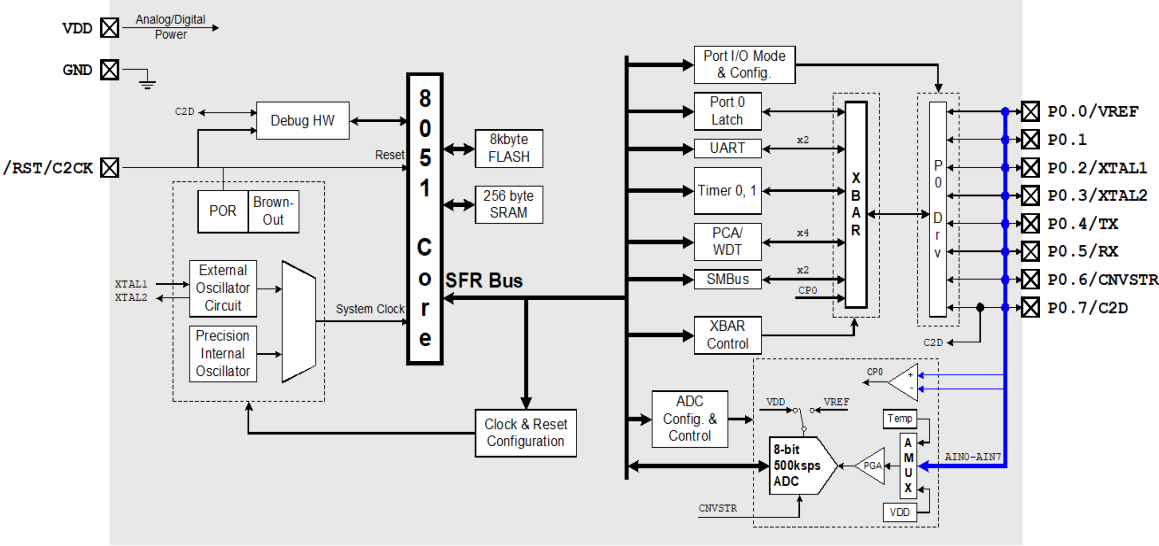 VDD
Analog/Digital
Power
GND
/RST/C2CK
C2D
Debug HW
Reset
POR
Brown-
Out
XTAL1
XTAL2
External
Oscillator
Circuit
Precision
Internal
Oscillator
System Clock
8
0
5
1
C
o
r
e
8kbyte
FLASH
256 byte
SRAM
SFR Bus
Clock & Reset
Configuration
Port I/O Mode
& Config.
Port 0
Latch
UART
x2
Timer 0, 1
PCA/
WDT
x4
SMBus
x2
CP0
XBAR
Control
X
B
A
R
P
0
D
r
v
P0.0/VREF
P0.1
P0.2/XTAL1
P0.3/XTAL2
P0.4/TX
P0.5/RX
P0.6/CNVSTR
P0.7/C2D
C2D
ADC
Config. &
Control
CP0
+
-
VDD
VREF
Temp
8-bit
500ksps
ADC
PGA
A
M
U
X
AIN0-AIN7
VDD
CNVSTR